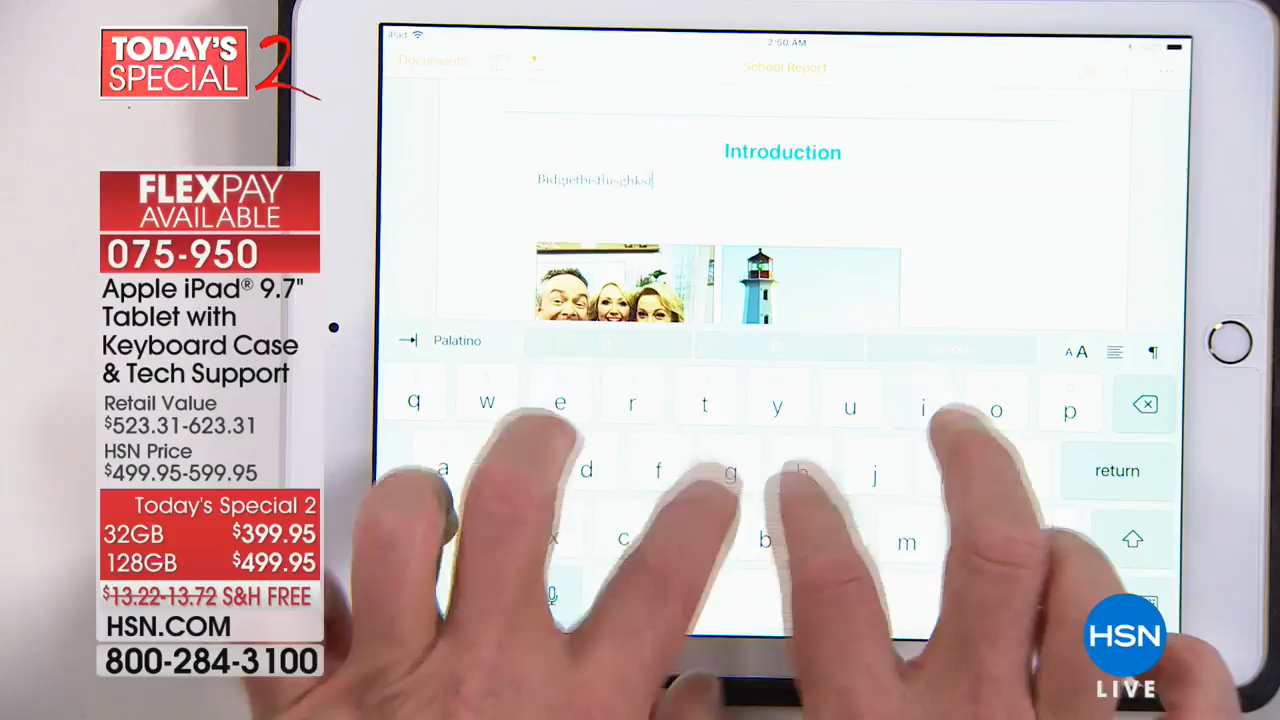 TODAY'S
SPECIAL 2
FLEXPAY
AVAILABLE
075-950
Apple iPad® 9.7"
Tablet with
Keyboard Case
& Tech Support
Retail Value
$523.31-623.31
HSN Price
$499.95-599.95
Today's Special 2
32GB $399.95
128GB $499.95
$13.22-13.72 S&H FREE
HSN.COM
800-284-3100
iPad 2:50 AM
Documents School Report
Introduction
Palatino AA ¶
q w e r t y u i o p
a d f g h j return
x c b m
HSN
LIVE